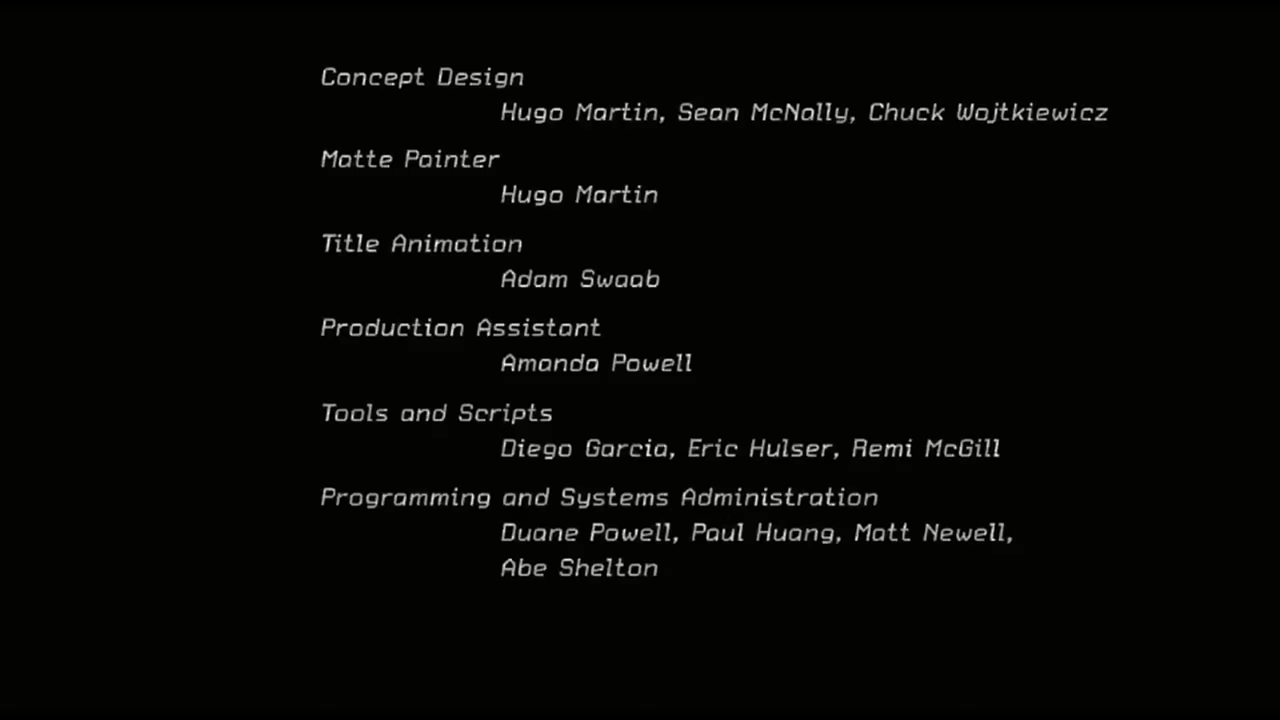 Concept Design
Hugo Martin, Sean McNally, Chuck Wojtkiewicz
Matte Painter
Hugo Martin
Title Animation
Adam Swaab
Production Assistant
Amanda Powell
Tools and Scripts
Diego Garcia, Eric Hulser, Remi McGill
Programming and Systems Administration
Duane Powell, Paul Huang, Matt Newell,
Abe Shelton